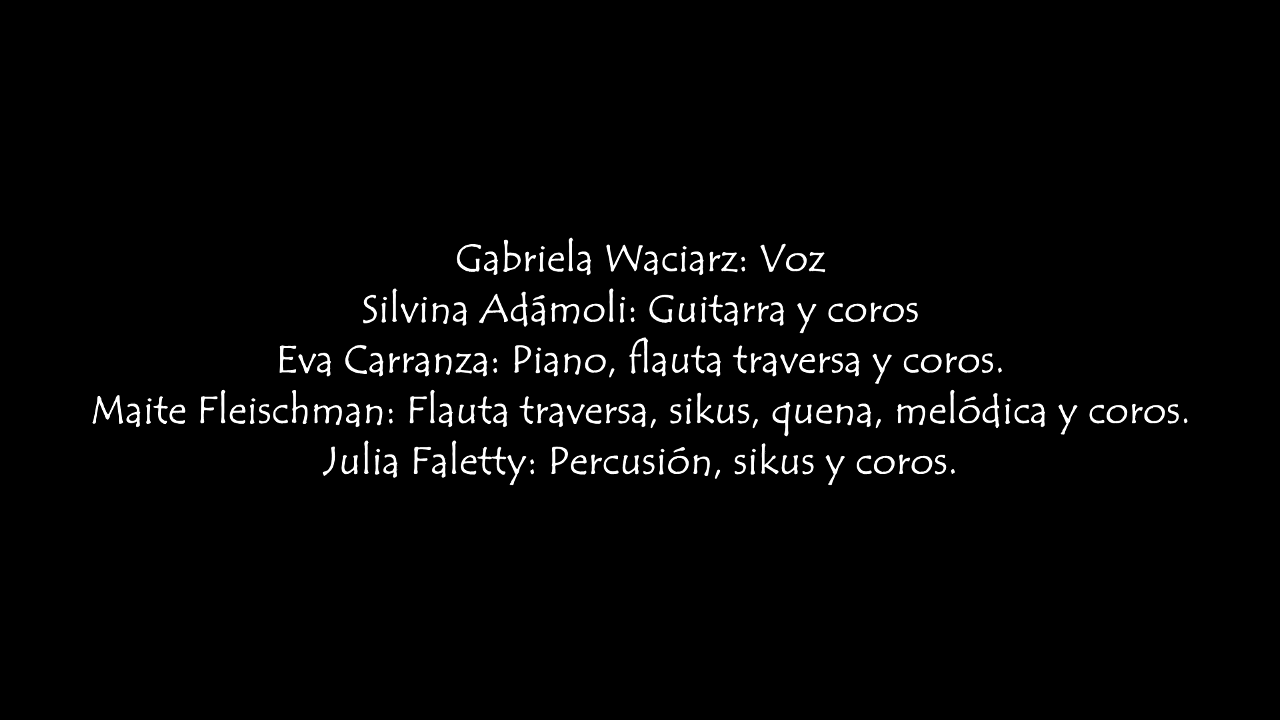 Gabriela Waciarz: Voz
Silvina Adámoli: Guitarra y coros
Eva Carranza: Piano, flauta traversa y coros.
Maite Fleischman: Flauta traversa, sikus, quena, melódica y coros.
Julia Faletty: Percusión, sikus y coros.